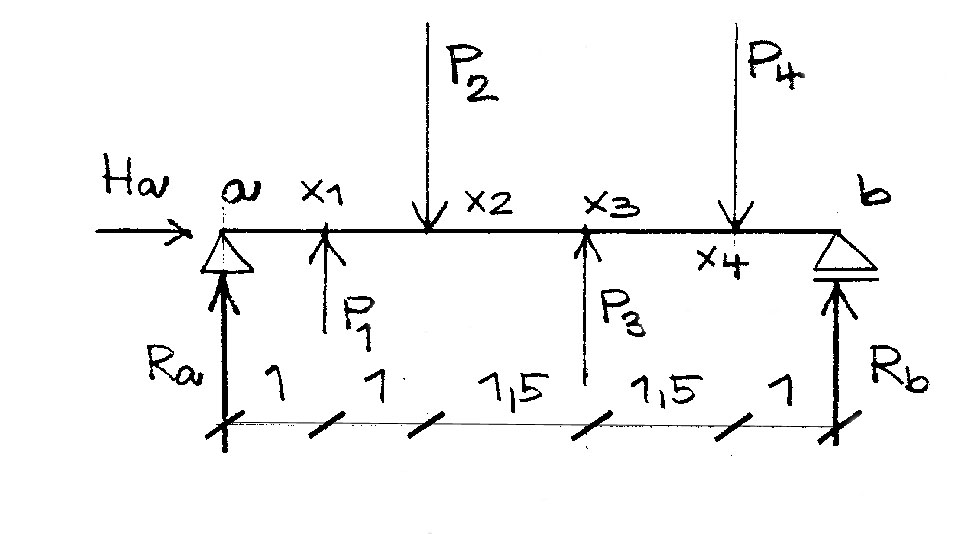 P2
P4
Ha a x1 x2 x3 b
x4
P1 P3
Ra Rb
1 1 1,5 1,5 1